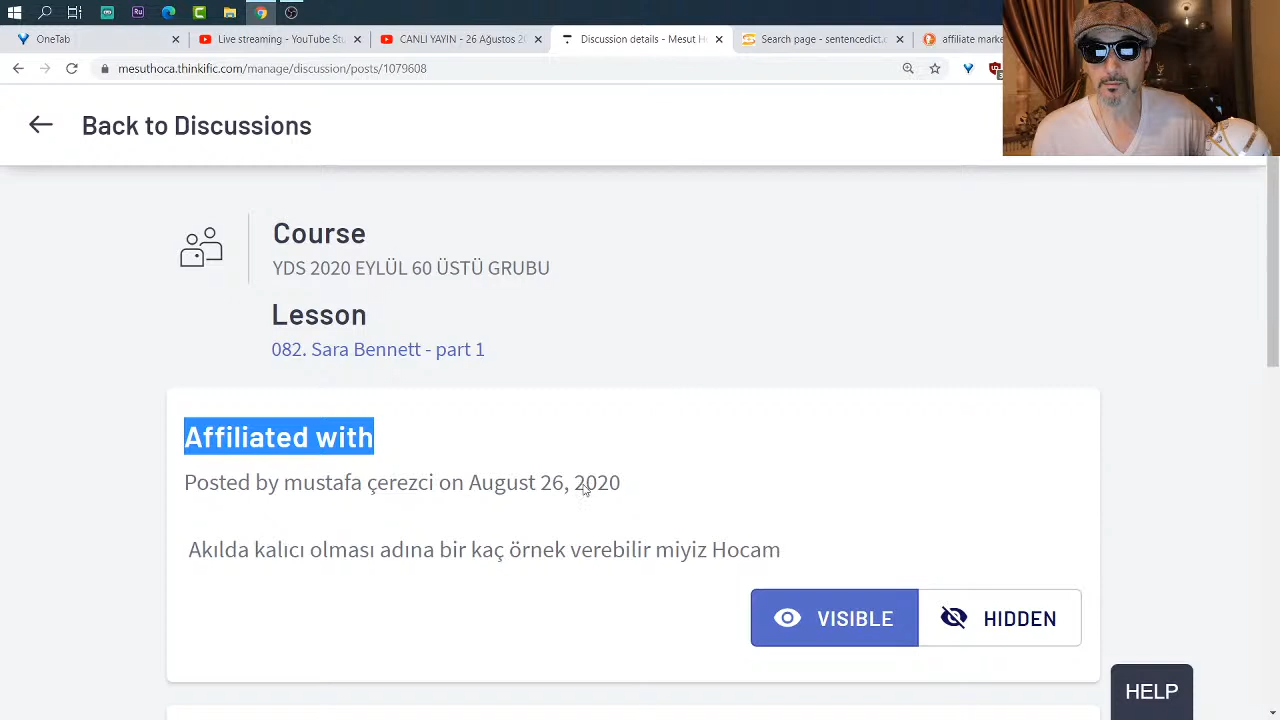 OneTab
Live streaming - YouTube Stu
CANLI YAYIN - 26 Ağustos 20
Discussion details - Mesut H
Search page - sentencedict.c
affiliate mark
mesuthoca.thinkific.com/manage/discussion/posts/1075608
Back to Discussions
Course
YDS 2020 EYLÜL 60 ÜSTÜ GRUBU
Lesson
082. Sara Bennett - part 1
Affiliated with
Posted by mustafa çerezci on August 26, 2020
Akılda kalıcı olması adına bir kaç örnek verebilir miyiz Hocam
VISIBLE
HIDDEN
HELP